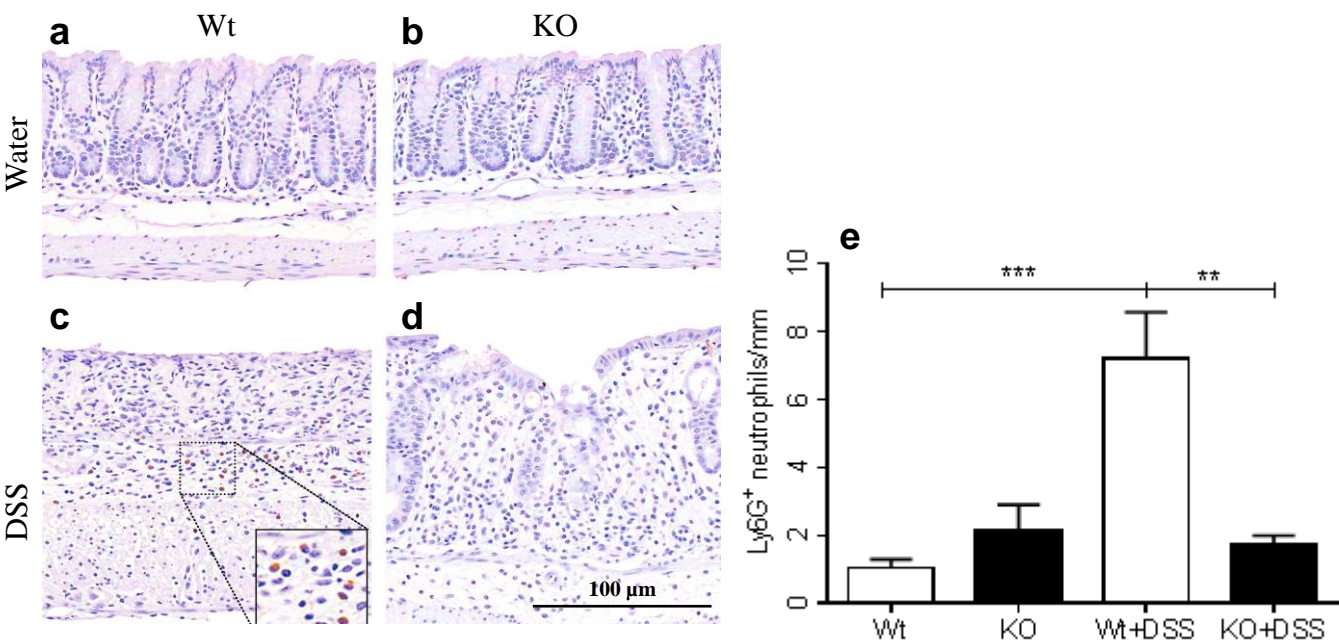 a Wt b KO
Water
c d
DSS
100 µm
e
*** **
Ly6G⁺ neutrophils/mm
10
8
6
4
2
0
Wt KO Wt+DSS KO+DSS